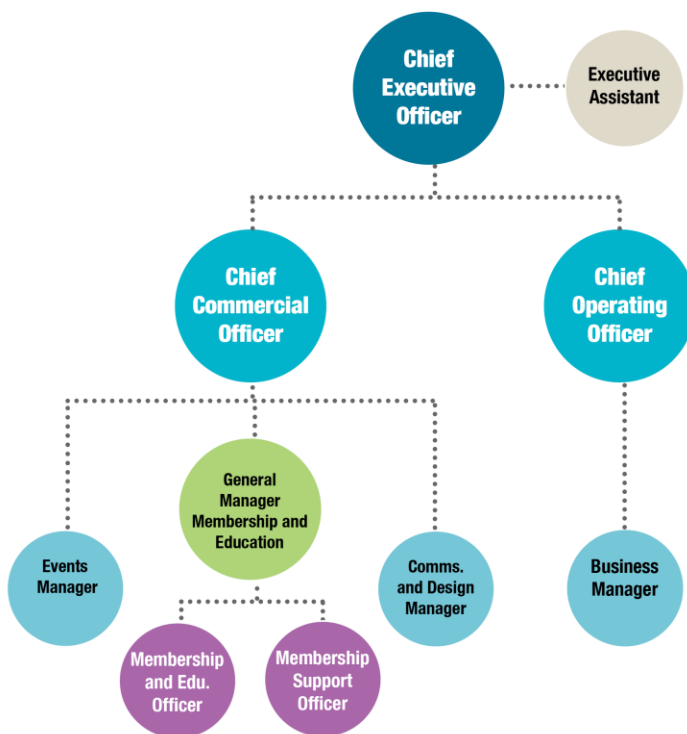 Chief
Executive
Officer
Executive
Assistant
Chief
Commercial
Officer
Chief
Operating
Officer
General
Manager
Membership and
Education
Events
Manager
Comms.
and Design
Manager
Business
Manager
Membership
and Edu.
Officer
Membership
Support
Officer